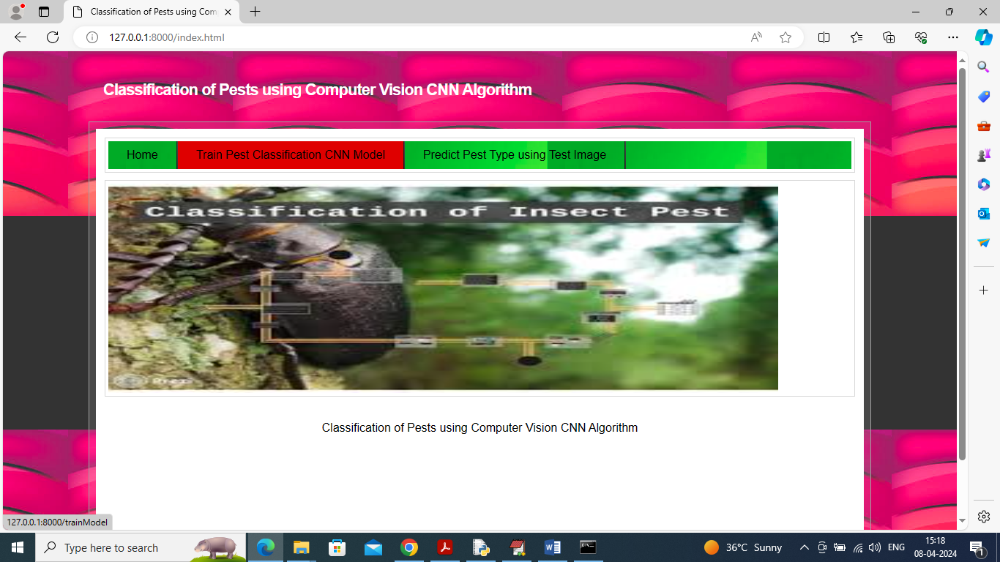 Classification of Pests using Com
127.0.0.1:8000/index.html
Classification of Pests using Computer Vision CNN Algorithm
Home
Train Pest Classification CNN Model
Predict Pest Type using Test Image
Classification of Insect Pest
Classification of Pests using Computer Vision CNN Algorithm
127.0.0.1:8000/trainModel
Type here to search
36°C Sunny
ENG
15:18
08-04-2024
1